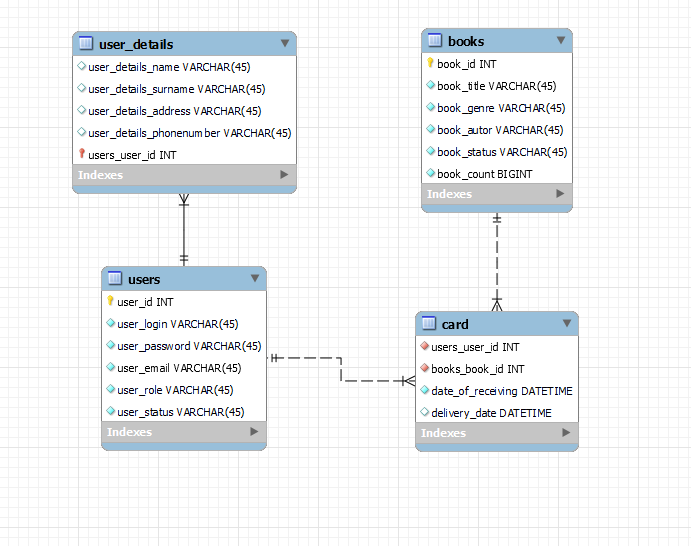 user_details
user_details_name VARCHAR(45)
user_details_surname VARCHAR(45)
user_details_address VARCHAR(45)
user_details_phonenumber VARCHAR(45)
users_user_id INT
Indexes
books
book_id INT
book_title VARCHAR(45)
book_genre VARCHAR(45)
book_autor VARCHAR(45)
book_status VARCHAR(45)
book_count BIGINT
Indexes
users
user_id INT
user_login VARCHAR(45)
user_password VARCHAR(45)
user_email VARCHAR(45)
user_role VARCHAR(45)
user_status VARCHAR(45)
Indexes
card
users_user_id INT
books_book_id INT
date_of_receiving DATETIME
delivery_date DATETIME
Indexes